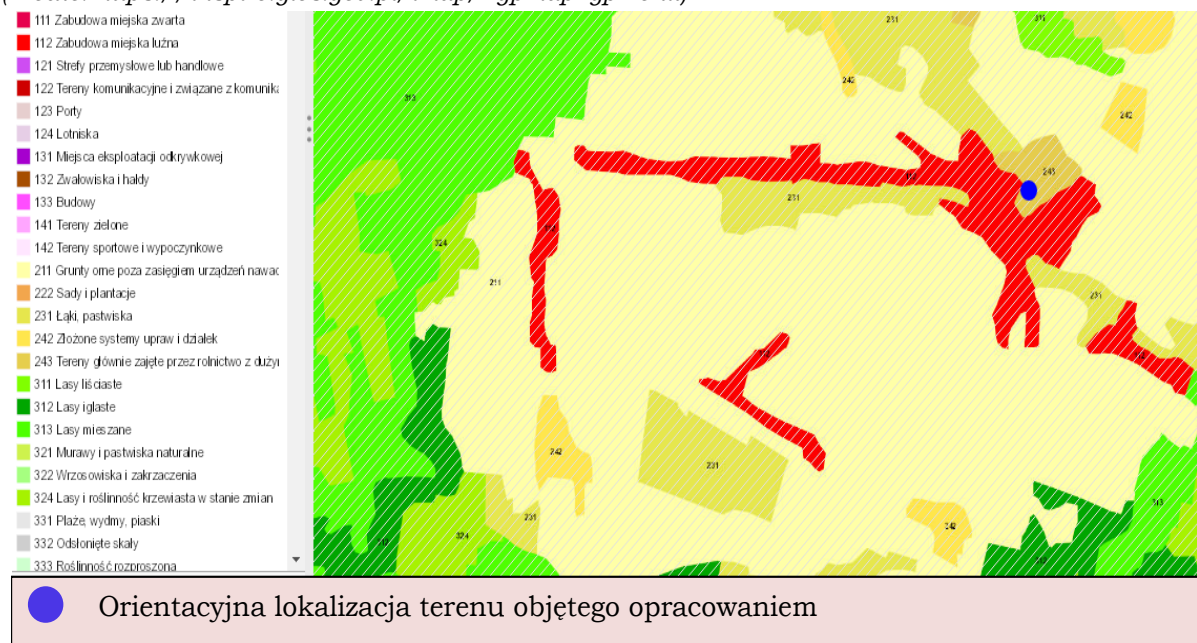 111 Zabudowa miejska zwarta
112 Zabudowa miejska luźna
121 Strefy przemysłowe lub handlowe
122 Tereny komunikacyjne i związane z komunika
123 Porty
124 Lotniska
131 Miejsca eksploatacji odkrywkowej
132 Zwałowiska i hałdy
133 Budowy
141 Tereny zielone
142 Tereny sportowe i wypoczynkowe
211 Grunty orne poza zasięgiem urządzeń nawad
222 Sady i plantacje
231 Łąki, pastwiska
242 Złożone systemy upraw i działek
243 Tereny głównie zajęte przez rolnictwo z dużyr
311 Lasy liściaste
312 Lasy iglaste
313 Lasy mieszane
321 Murawy i pastwiska naturalne
322 Wrzosowiska i zakrzaczenia
324 Lasy i roślinność krzewiasta w stanie zmian
331 Plaże, wydmy, piaski
332 Odsłonięte skały
333 Roślinność rozproszona
231
242
242
313
243
231
324
211
231
242
231
231
242
324
313
Orientacyjna lokalizacja terenu objętego opracowaniem